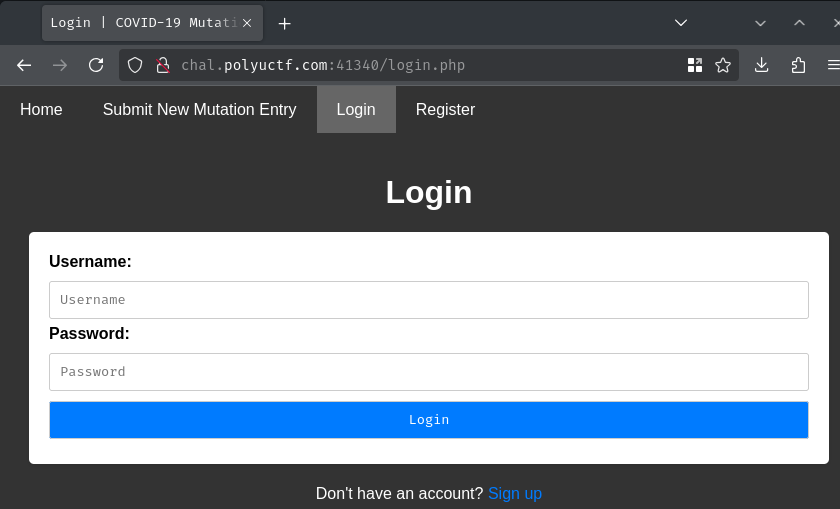 Login | COVID-19 Mutati
chal.polyuctf.com:41340/login.php
Home Submit New Mutation Entry Login Register
Login
Username:
Username
Password:
Password
Login
Don't have an account? Sign up